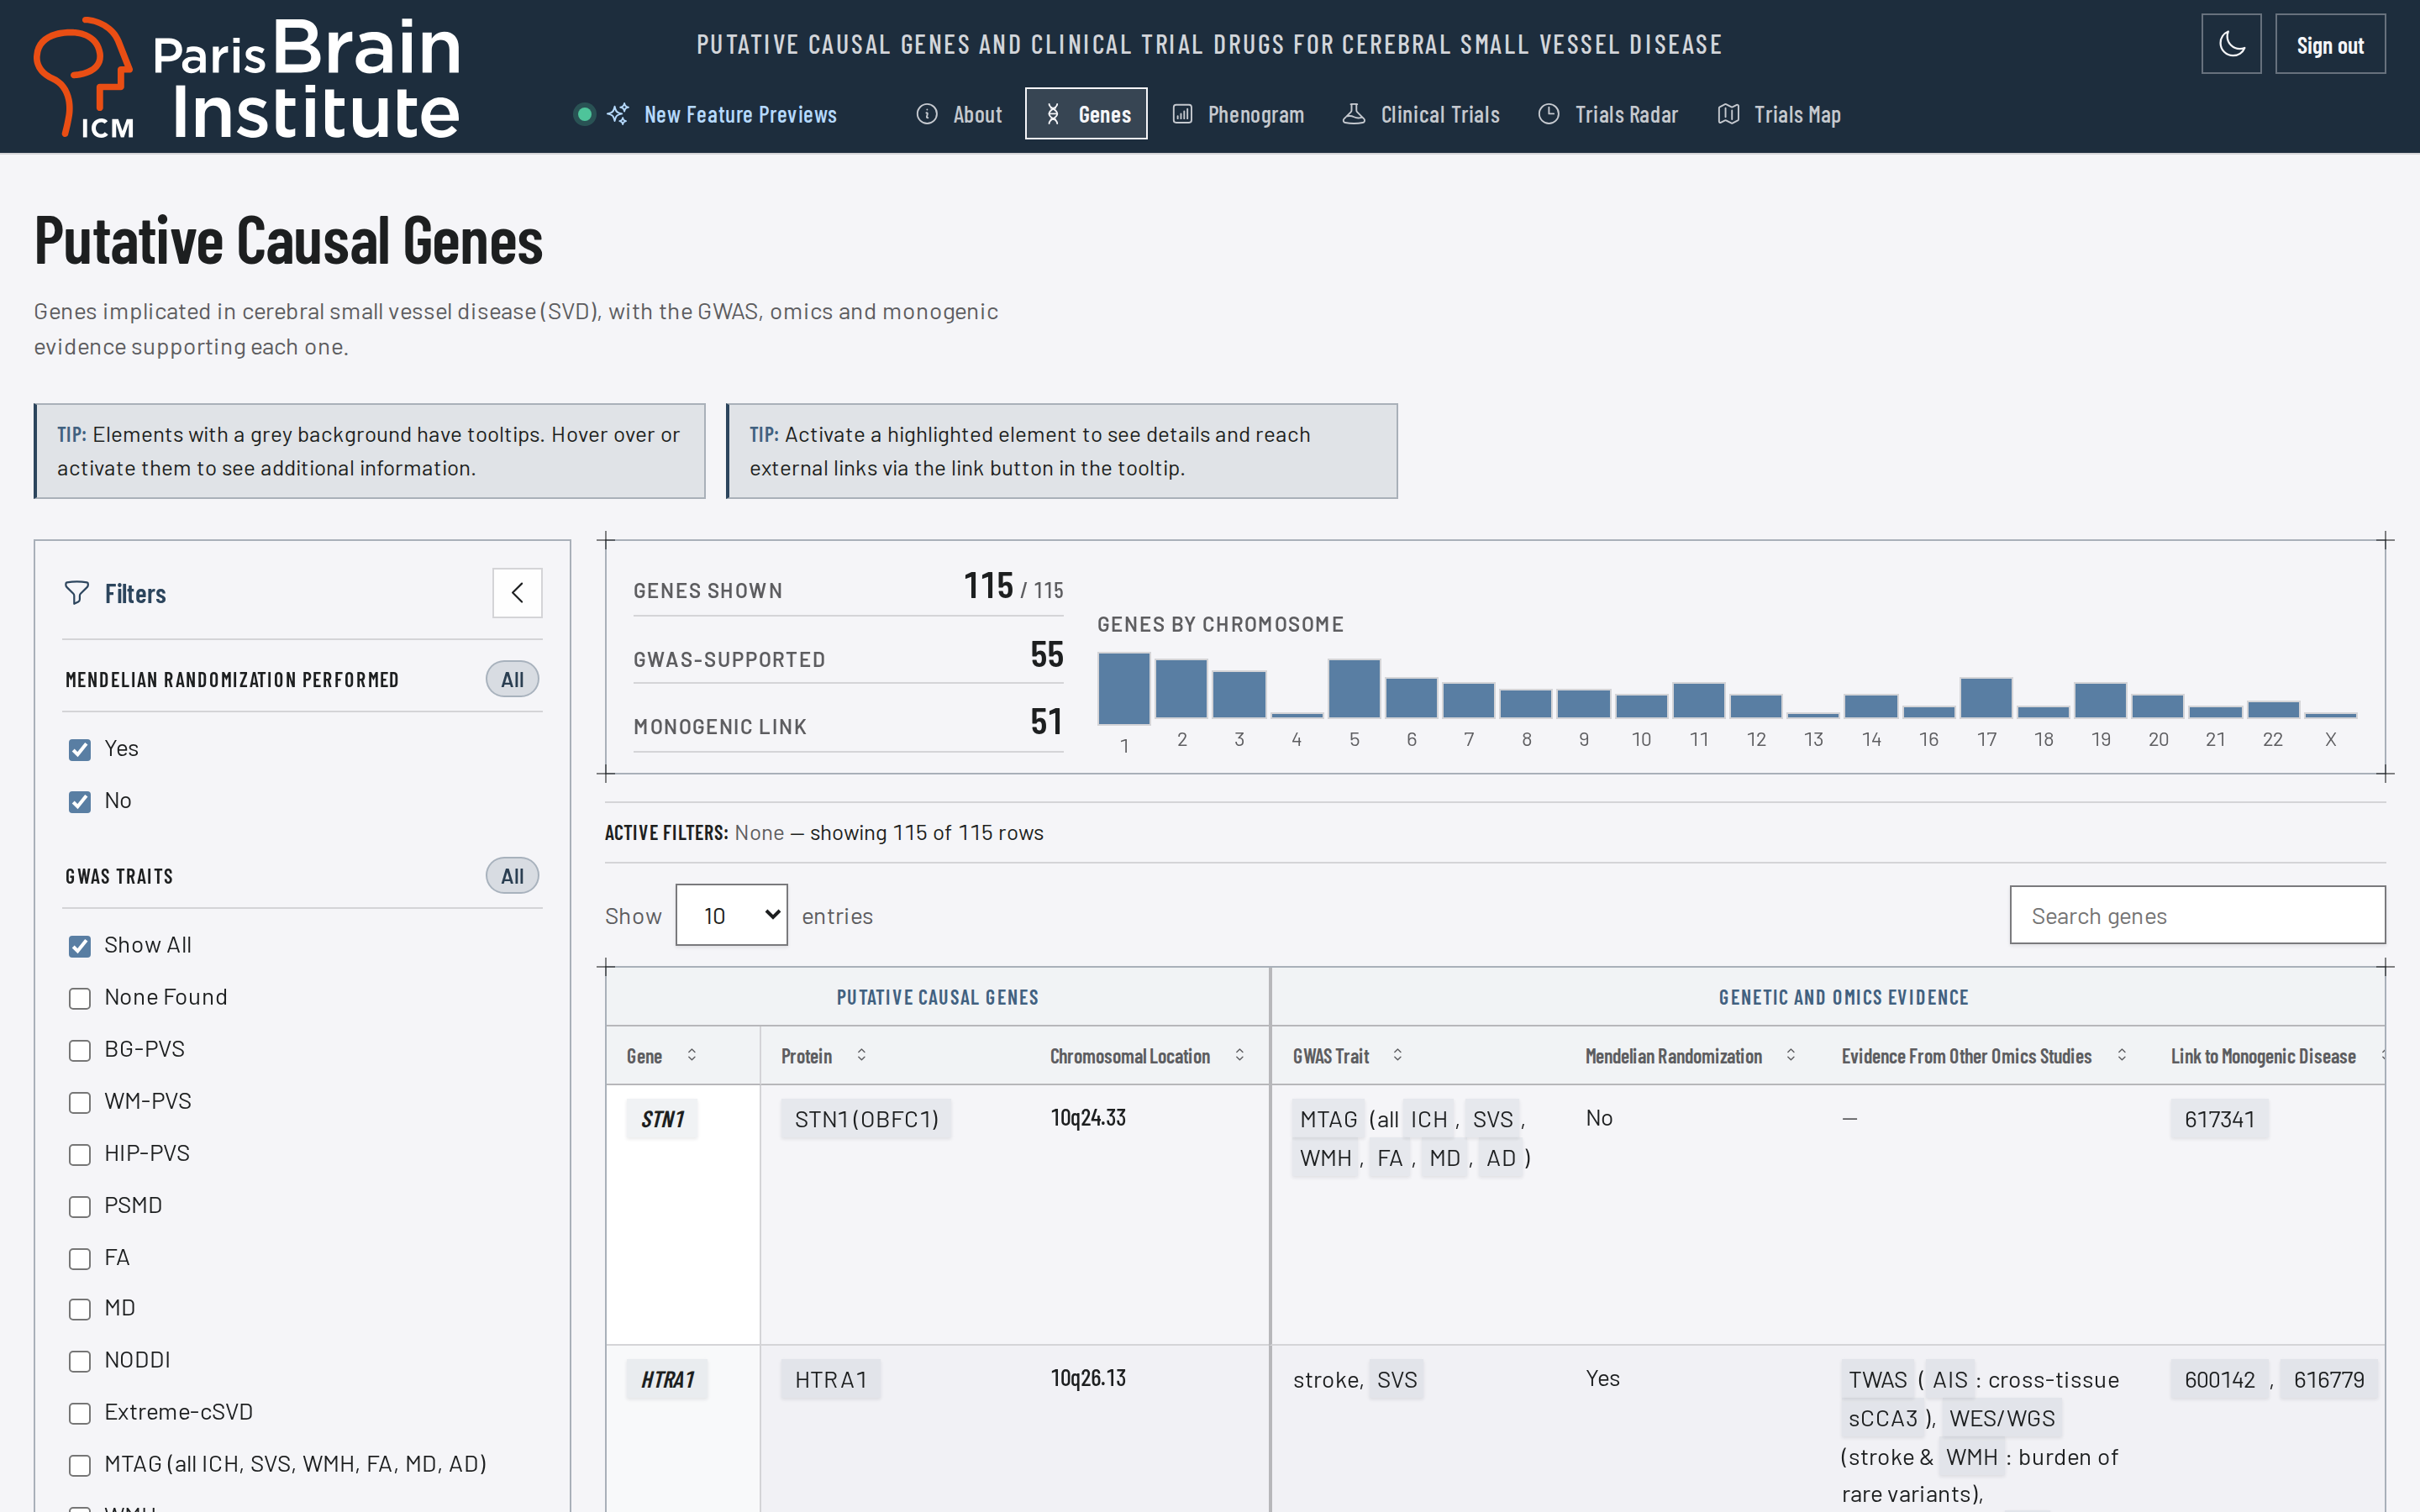 Paris Brain
Institute
ICM
PUTATIVE CAUSAL GENES AND CLINICAL TRIAL DRUGS FOR CEREBRAL SMALL VESSEL DISEASE
Sign out
New Feature Previews
About
Genes
Phenogram
Clinical Trials
Trials Radar
Trials Map
Putative Causal Genes
Genes implicated in cerebral small vessel disease (SVD), with the GWAS, omics and monogenic
evidence supporting each one.
TIP: Elements with a grey background have tooltips. Hover over or
activate them to see additional information.
TIP: Activate a highlighted element to see details and reach
external links via the link button in the tooltip.
Filters
MENDELIAN RANDOMIZATION PERFORMED All
Yes
No
GWAS TRAITS All
Show All
None Found
BG-PVS
WM-PVS
HIP-PVS
PSMD
FA
MD
NODDI
Extreme-cSVD
MTAG (all ICH, SVS, WMH, FA, MD, AD)
WMH
GENES SHOWN 115 / 115
GWAS-SUPPORTED 55
MONOGENIC LINK 51
GENES BY CHROMOSOME
1 2 3 4 5 6 7 8 9 10 11 12 13 14 16 17 18 19 20 21 22 X
ACTIVE FILTERS: None — showing 115 of 115 rows
Show 10 entries
Search genes
PUTATIVE CAUSAL GENES GENETIC AND OMICS EVIDENCE
Gene Protein Chromosomal Location GWAS Trait Mendelian Randomization Evidence From Other Omics Studies Link to Monogenic Disease
STN1 STN1 (OBFC1) 10q24.33 MTAG (all ICH, SVS, No — 617341
WMH, FA, MD, AD)
HTRA1 HTRA1 10q26.13 stroke, SVS Yes TWAS (AIS: cross-tissue 600142, 616779
sCCA3), WES/WGS
(stroke & WMH: burden of
rare variants),